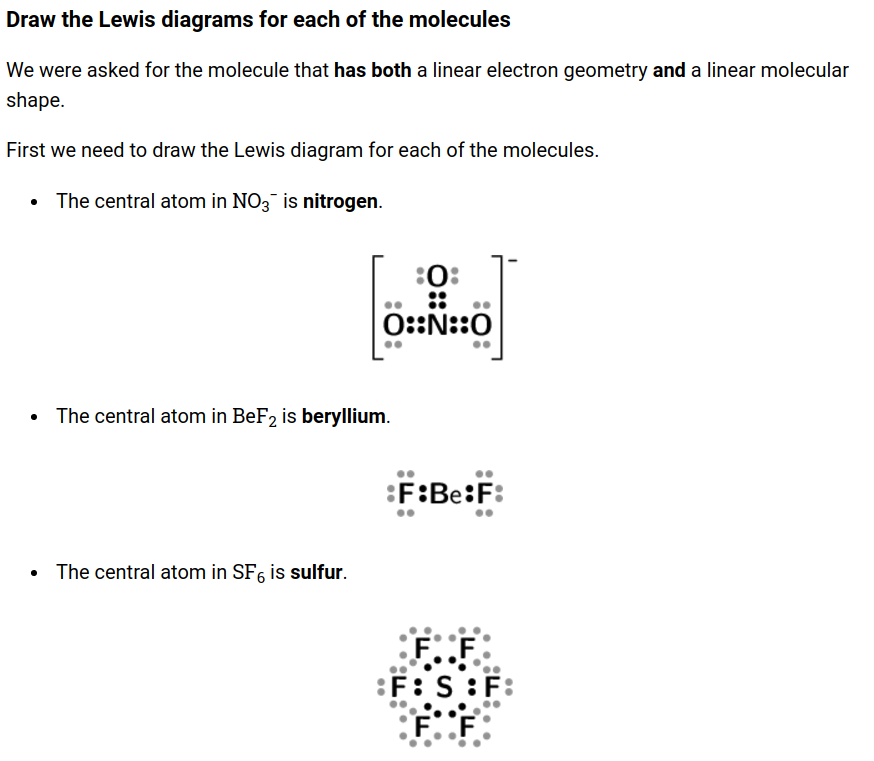 Draw the Lewis diagrams for each of the molecules
We were asked for the molecule that has both a linear electron geometry and a linear molecular
shape.
First we need to draw the Lewis diagram for each of the molecules.
• The central atom in NO₃⁻ is nitrogen.
[ :O: ]⁻
O::N::O
• The central atom in BeF₂ is beryllium.
:F:Be:F:
• The central atom in SF₆ is sulfur.
F F
:F: S :F:
F F